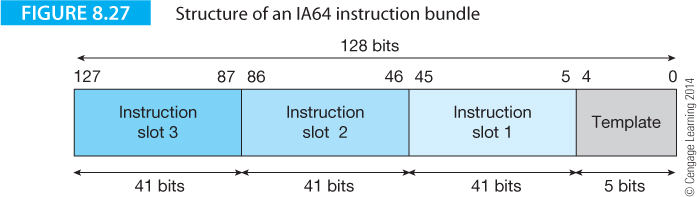 FIGURE 8.27 Structure of an IA64 instruction bundle
128 bits
127 87 86 46 45 5 4 0
Instruction slot 3
Instruction slot 2
Instruction slot 1
Template
41 bits 41 bits 41 bits 5 bits
© Cengage Learning 2014